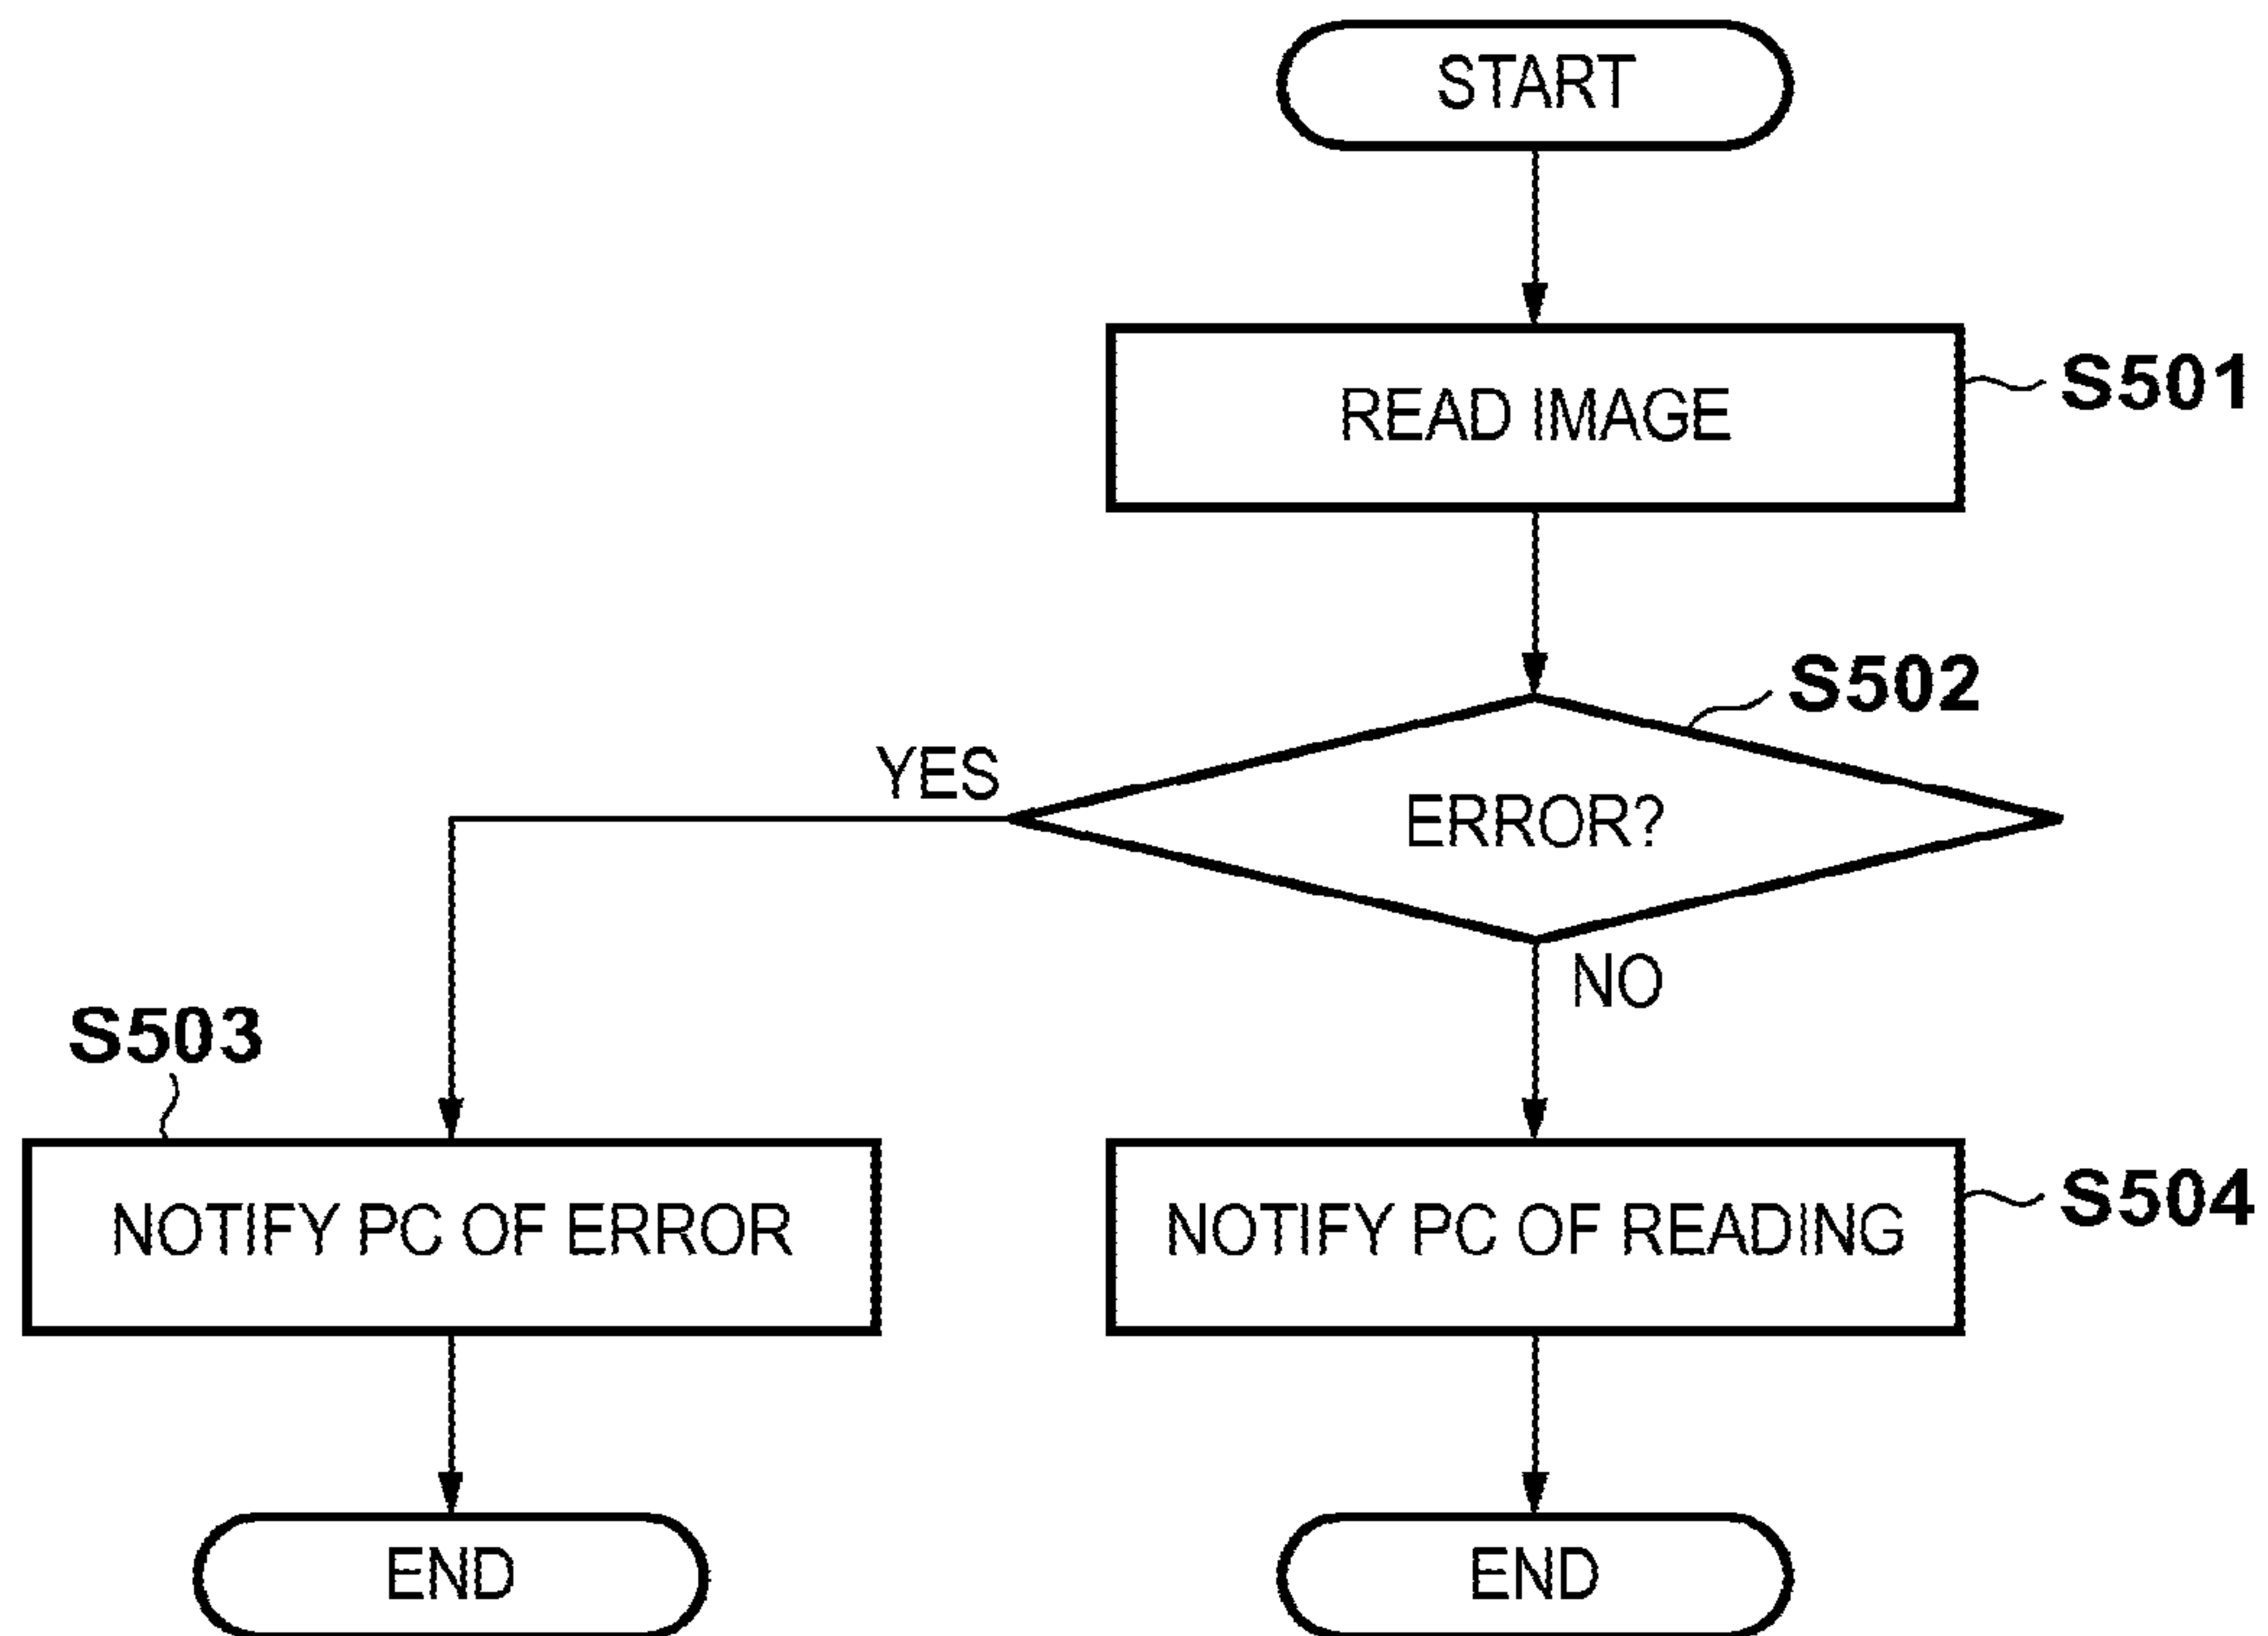 START
READ IMAGE
S501
S502
YES
ERROR?
NO
S503
NOTIFY PC OF ERROR
NOTIFY PC OF READING
S504
END
END